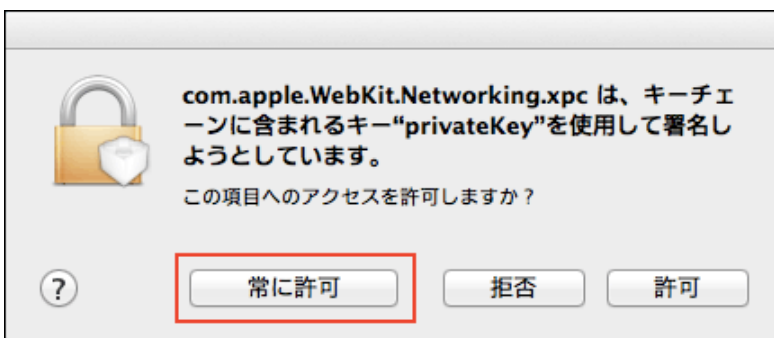 com.apple.WebKit.Networking.xpc は、キーチェ
ーンに含まれるキー“privateKey”を使用して署名し
ようとしています。
この項目へのアクセスを許可しますか？
?
常に許可
拒否
許可